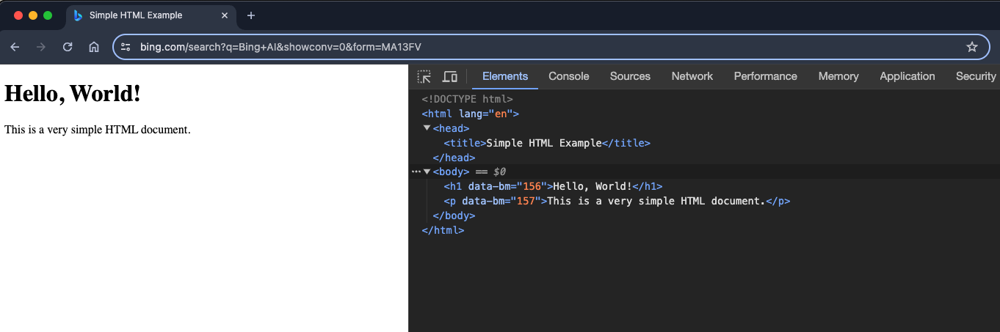 Simple HTML Example
bing.com/search?q=Bing+AI&showconv=0&form=MA13FV
Hello, World!
This is a very simple HTML document.
Elements Console Sources Network Performance Memory Application Security
<!DOCTYPE html>
<html lang="en">
<head>
<title>Simple HTML Example</title>
</head>
<body> == $0
<h1 data-bm="156">Hello, World!</h1>
<p data-bm="157">This is a very simple HTML document.</p>
</body>
</html>